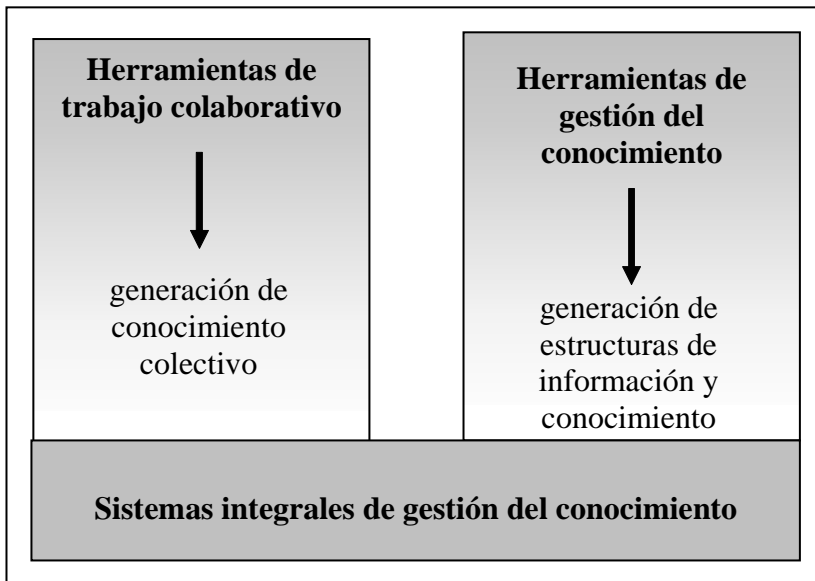 Herramientas de
trabajo colaborativo
generación de
conocimiento
colectivo
Herramientas de
gestión del
conocimiento
generación de
estructuras de
información y
conocimiento
Sistemas integrales de gestión del conocimiento